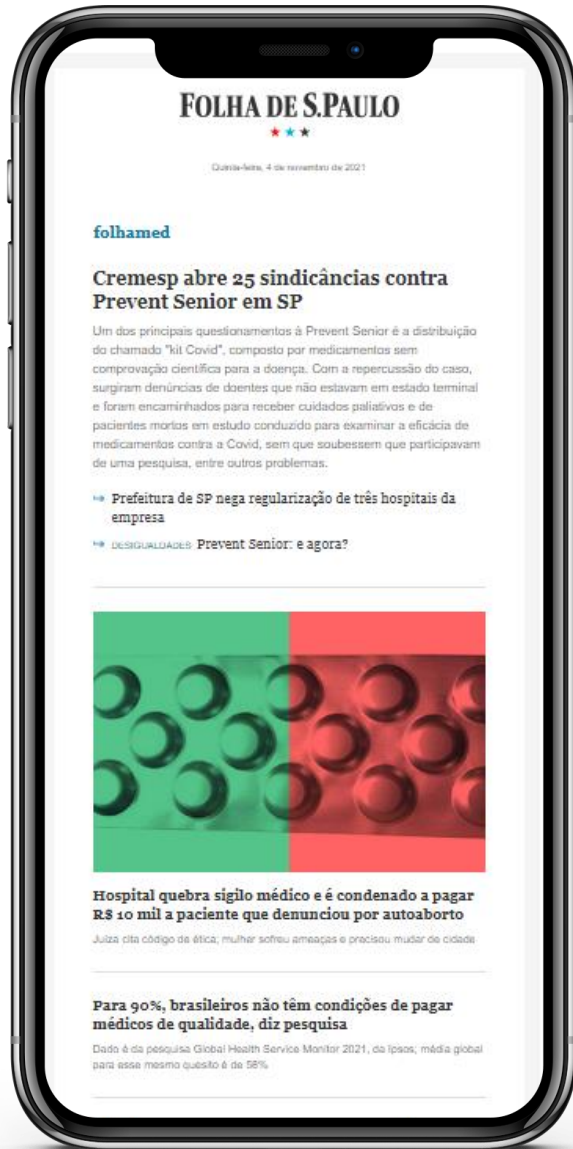 FOLHA DE S.PAULO
Quinta-feira, 4 de novembro de 2021
folhamed
Cremesp abre 25 sindicâncias contra
Prevent Senior em SP
Um dos principais questionamentos à Prevent Senior é a distribuição
do chamado "kit Covid", composto por medicamentos sem
comprovação científica para a doença. Com a repercussão do caso,
surgiram denúncias de doentes que não estavam em estado terminal
e foram encaminhados para receber cuidados paliativos e de
pacientes mortos em estudo conduzido para examinar a eficácia de
medicamentos contra a Covid, sem que soubessem que participavam
de uma pesquisa, entre outros problemas.
Prefeitura de SP nega regularização de três hospitais da
empresa
DESIGUALDADES Prevent Senior: e agora?
Hospital quebra sigilo médico e é condenado a pagar
R$ 10 mil a paciente que denunciou por autoaborto
Juíza cita código de ética; mulher sofreu ameaças e precisou mudar de cidade
Para 90%, brasileiros não têm condições de pagar
médicos de qualidade, diz pesquisa
Dado é da pesquisa Global Health Service Monitor 2021, da Ipsos; média global
para esse mesmo quesito é de 58%